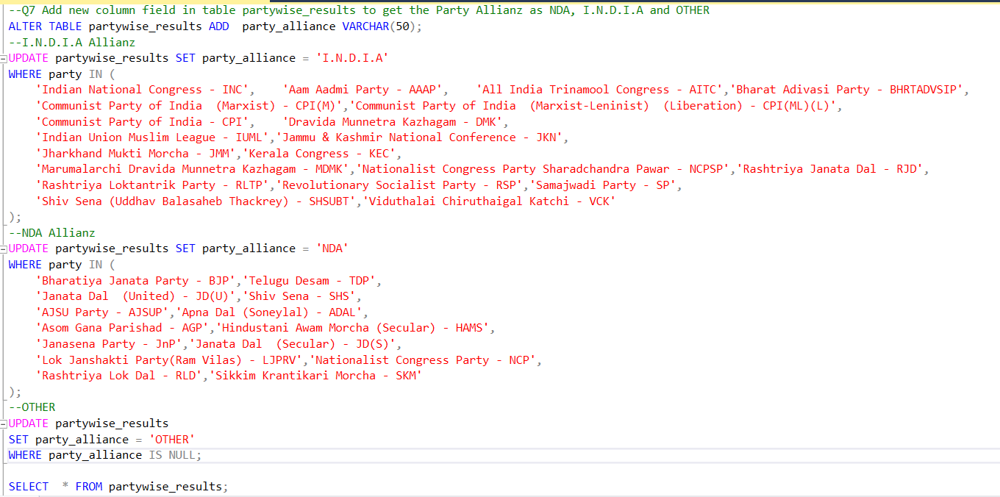 --Q7 Add new column field in table partywise_results to get the Party Allianz as NDA, I.N.D.I.A and OTHER
ALTER TABLE partywise_results ADD  party_alliance VARCHAR(50);
--I.N.D.I.A Allianz
UPDATE partywise_results SET party_alliance = 'I.N.D.I.A'
WHERE party IN (
    'Indian National Congress - INC',    'Aam Aadmi Party - AAAP',    'All India Trinamool Congress - AITC','Bharat Adivasi Party - BHRTADVSIP',
    'Communist Party of India  (Marxist) - CPI(M)','Communist Party of India  (Marxist-Leninist)  (Liberation) - CPI(ML)(L)',
    'Communist Party of India - CPI',    'Dravida Munnetra Kazhagam - DMK',
    'Indian Union Muslim League - IUML','Jammu & Kashmir National Conference - JKN',
    'Jharkhand Mukti Morcha - JMM','Kerala Congress - KEC',
    'Marumalarchi Dravida Munnetra Kazhagam - MDMK','Nationalist Congress Party Sharadchandra Pawar - NCPSP','Rashtriya Janata Dal - RJD',
    'Rashtriya Loktantrik Party - RLTP','Revolutionary Socialist Party - RSP','Samajwadi Party - SP',
    'Shiv Sena (Uddhav Balasaheb Thackrey) - SHSUBT','Viduthalai Chiruthaigal Katchi - VCK'
);
--NDA Allianz
UPDATE partywise_results SET party_alliance = 'NDA'
WHERE party IN (
    'Bharatiya Janata Party - BJP','Telugu Desam - TDP',
    'Janata Dal  (United) - JD(U)','Shiv Sena - SHS',
    'AJSU Party - AJSUP','Apna Dal (Soneylal) - ADAL',
    'Asom Gana Parishad - AGP','Hindustani Awam Morcha (Secular) - HAMS',
    'Janasena Party - JnP','Janata Dal  (Secular) - JD(S)',
    'Lok Janshakti Party(Ram Vilas) - LJPRV','Nationalist Congress Party - NCP',
    'Rashtriya Lok Dal - RLD','Sikkim Krantikari Morcha - SKM'
);
--OTHER
UPDATE partywise_results
SET party_alliance = 'OTHER'
WHERE party_alliance IS NULL;
SELECT  * FROM partywise_results;